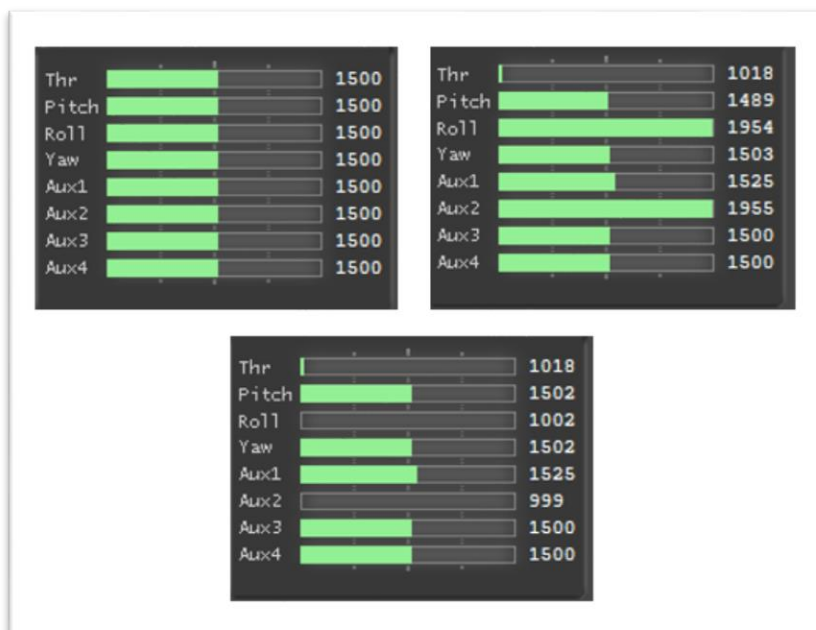 Thr 1500
Pitch 1500
Roll 1500
Yaw 1500
Aux1 1500
Aux2 1500
Aux3 1500
Aux4 1500
Thr 1018
Pitch 1489
Roll 1954
Yaw 1503
Aux1 1525
Aux2 1955
Aux3 1500
Aux4 1500
Thr 1018
Pitch 1502
Roll 1002
Yaw 1502
Aux1 1525
Aux2 999
Aux3 1500
Aux4 1500